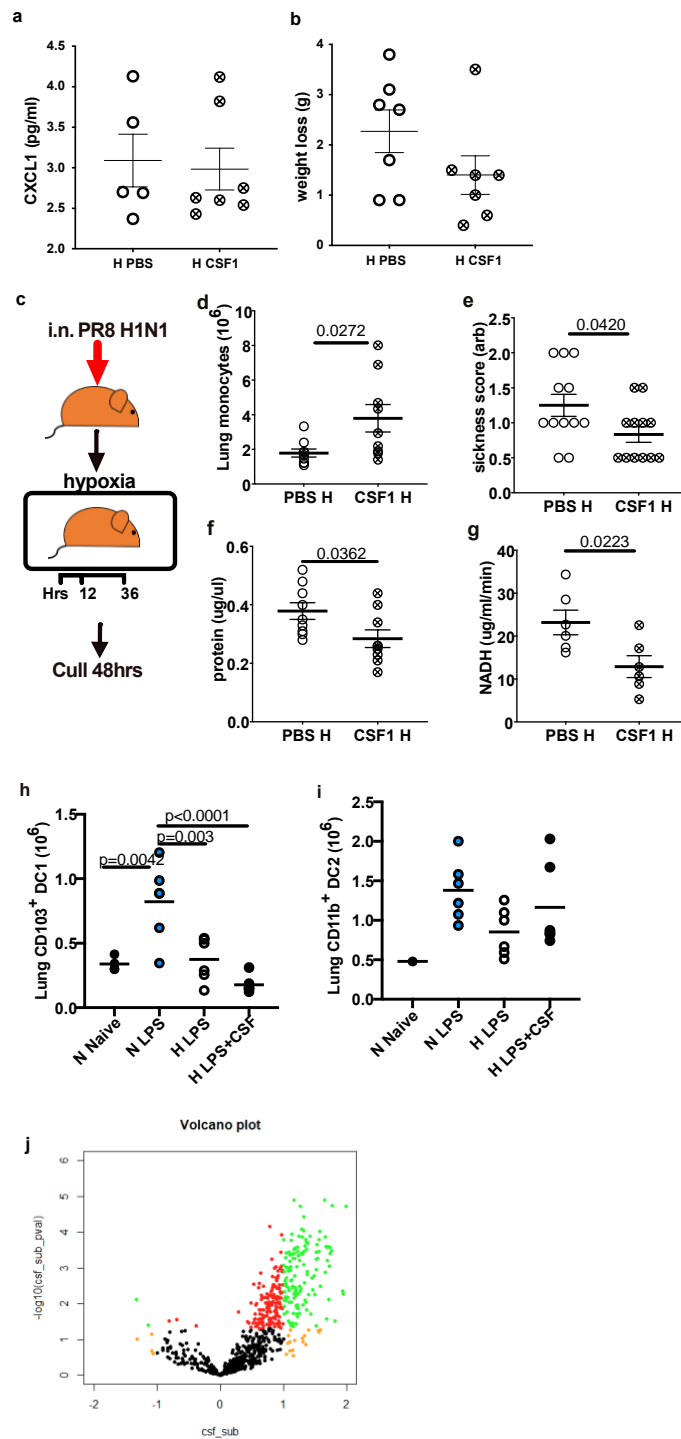 a
CXCL1 (pg/ml)
4.5
4.0
3.5
3.0
2.5
2.0
H PBS
H CSF1
b
weight loss (g)
4
3
2
1
0
H PBS
H CSF1
c
i.n. PR8 H1N1
hypoxia
Hrs 12 36
Cull 48hrs
d
Lung monocytes (10⁶)
10
8
6
4
2
0
0.0272
PBS H
CSF1 H
e
sickness score (arb)
2.5
2.0
1.5
1.0
0.5
0.0
0.0420
PBS H
CSF1 H
f
protein (ug/ul)
0.6
0.4
0.2
0.0
0.0362
PBS H
CSF1 H
g
NADH (ug/ml/min)
40
30
20
10
0
0.0223
PBS H
CSF1 H
h
Lung CD103⁺ DC1 (10⁶)
1.5
1.0
0.5
0.0
p<0.0001
p=0.003
p=0.0042
N Naive
N LPS
H LPS
H LPS+CSF
i
Lung CD11b⁺ DC2 (10⁶)
2.5
2.0
1.5
1.0
0.5
0.0
N Naive
N LPS
H LPS
H LPS+CSF
j
Volcano plot
-log10(csf_sub_pval)
6
5
4
3
2
1
0
-2 -1 0 1 2
csf_sub